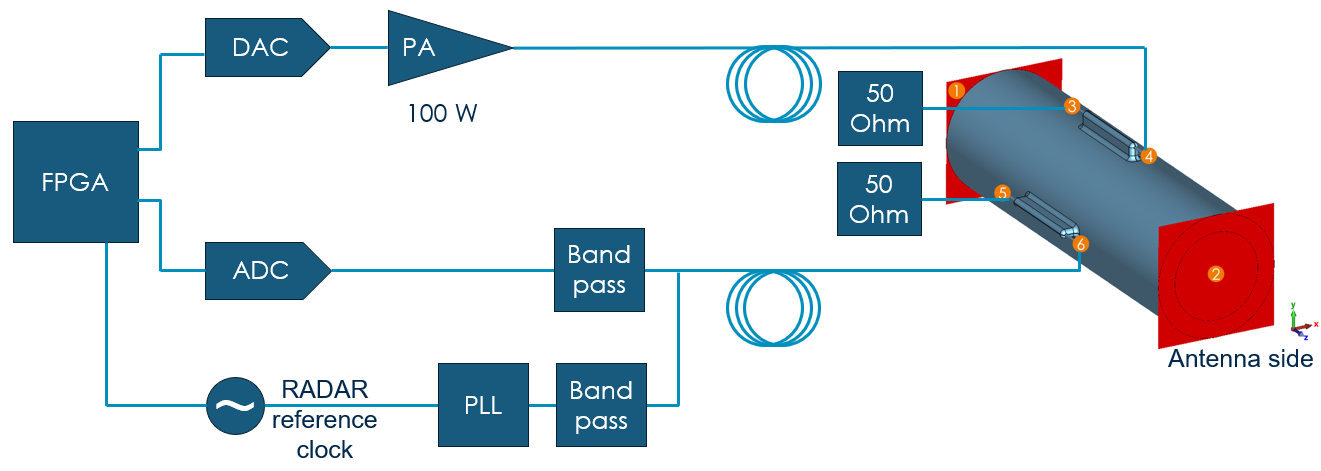 DAC
PA
100 W
50
Ohm
1
3
4
FPGA
50
Ohm
5
6
2
ADC
Band
pass
y
x
z
Antenna side
RADAR
reference
clock
PLL
Band
pass